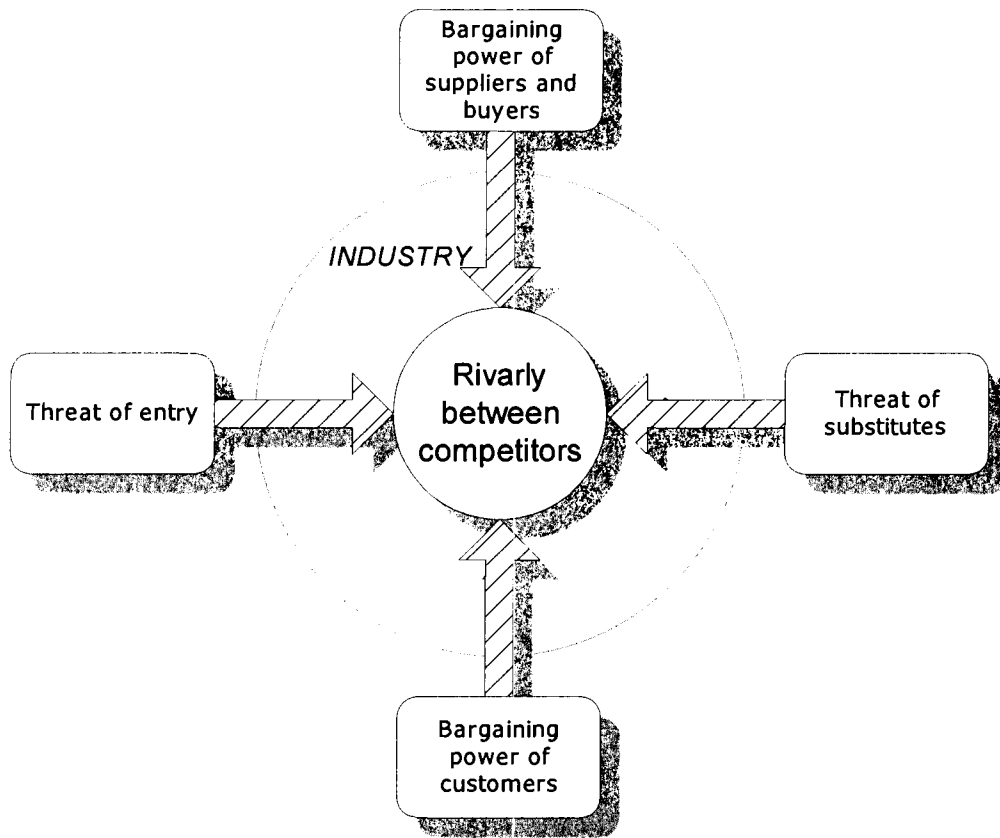 Bargaining
power of
suppliers and
buyers
INDUSTRY
Threat of entry
Rivarly
between
competitors
Threat of
substitutes
Bargaining
power of
customers